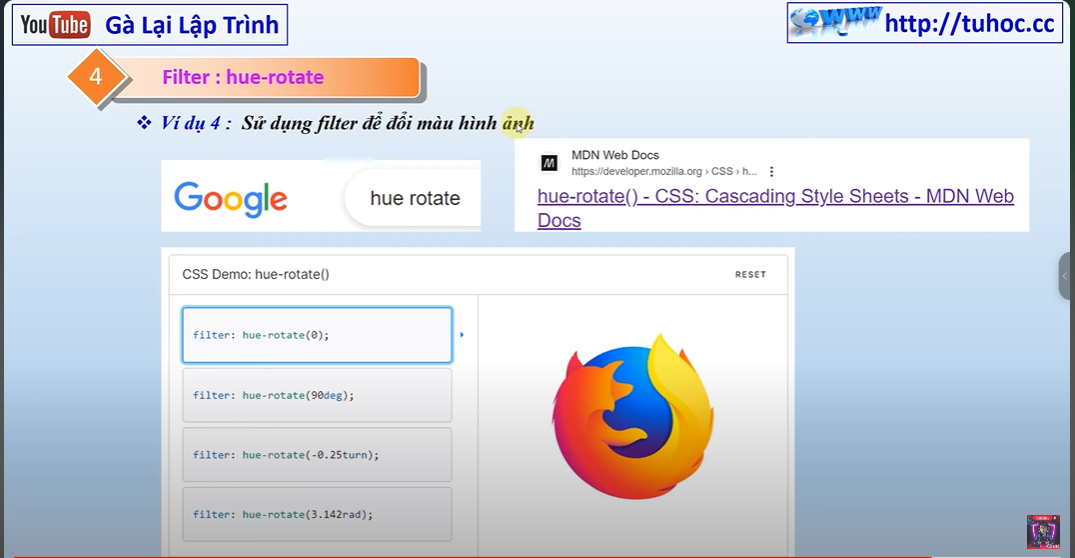 YouTube Gà Lại Lập Trình
http://tuhoc.cc
4 Filter : hue-rotate
❖ Ví dụ 4 : Sử dụng filter để đổi màu hình ảnh
Google hue rotate
MDN Web Docs
https://developer.mozilla.org › CSS › h...
hue-rotate() - CSS: Cascading Style Sheets - MDN Web
Docs
CSS Demo: hue-rotate()
RESET
filter: hue-rotate(0);
filter: hue-rotate(90deg);
filter: hue-rotate(-0.25turn);
filter: hue-rotate(3.142rad);